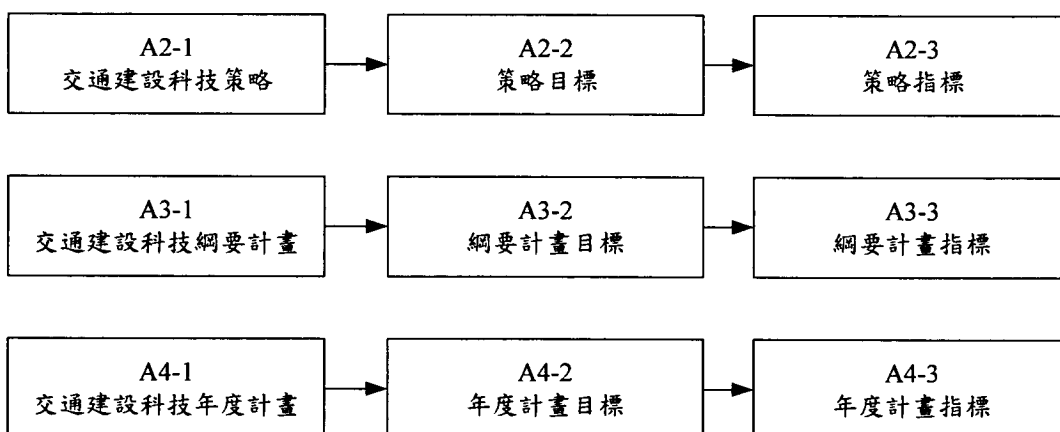 A2-1
交通建設科技策略
A2-2
策略目標
A2-3
策略指標
A3-1
交通建設科技綱要計畫
A3-2
綱要計畫目標
A3-3
綱要計畫指標
A4-1
交通建設科技年度計畫
A4-2
年度計畫目標
A4-3
年度計畫指標